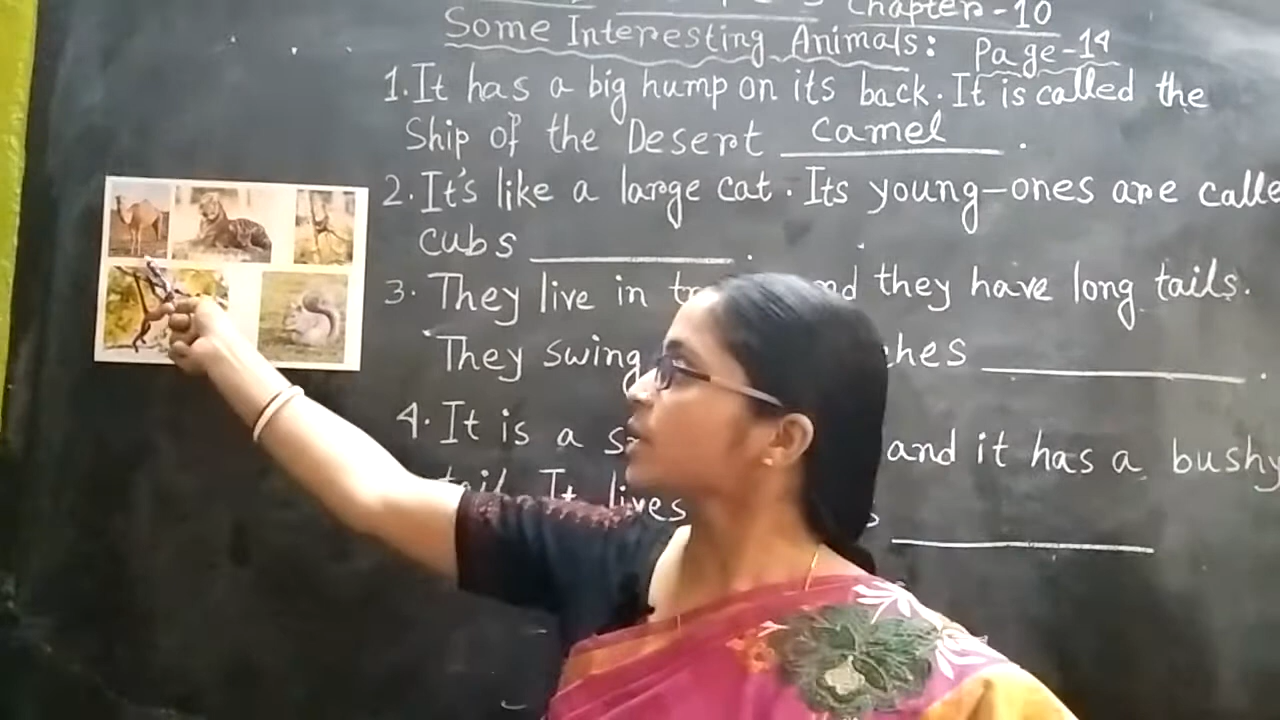 Chapter-10
Some Interesting Animals: Page-14
1. It has a big hump on its back. It is called the
Ship of the Desert camel .
2. It's like a large cat. Its young-ones are calle
cubs .
3. They live in and they have long tails.
They swing .
4. It is a and it has a bushy
tail. It lives